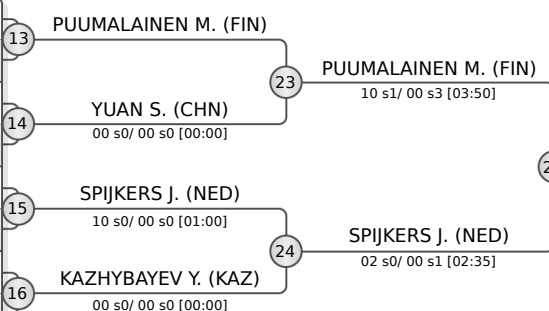 PUUMALAINEN M. (FIN)
13
23
PUUMALAINEN M. (FIN)
10 s1/ 00 s3 [03:50]
YUAN S. (CHN)
14
00 s0/ 00 s0 [00:00]
SPIJKERS J. (NED)
15
10 s0/ 00 s0 [01:00]
24
SPIJKERS J. (NED)
02 s0/ 00 s1 [02:35]
KAZHYBAYEV Y. (KAZ)
16
00 s0/ 00 s0 [00:00]